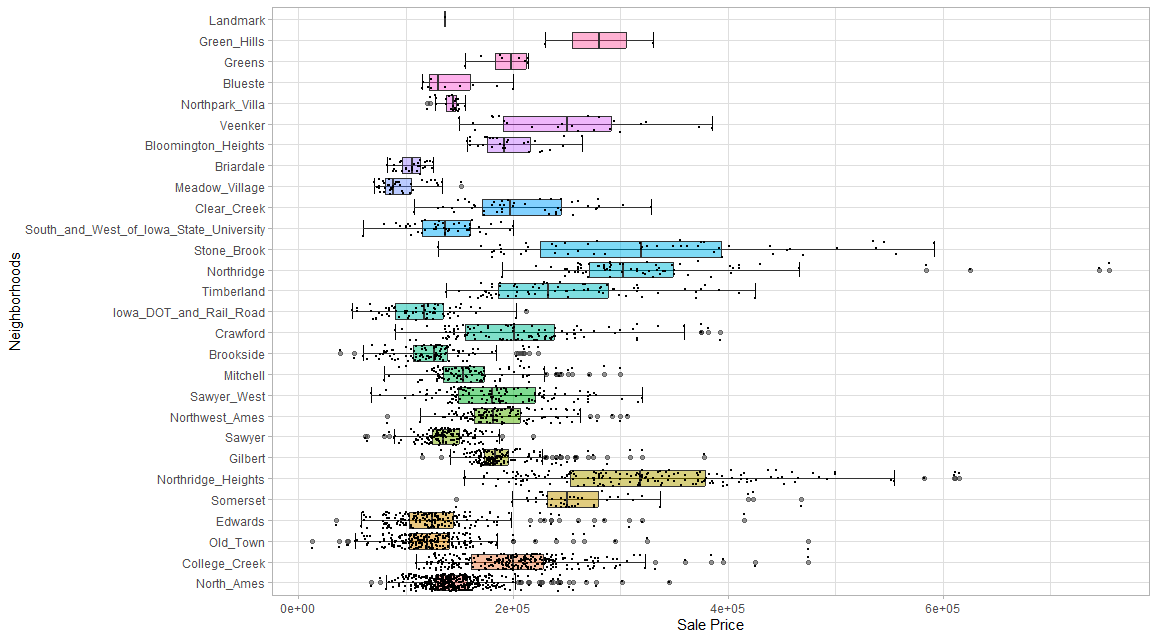 Landmark
Green_Hills
Greens
Blueste
Northpark_Villa
Veenker
Bloomington_Heights
Briardale
Meadow_Village
Clear_Creek
South_and_West_of_Iowa_State_University
Stone_Brook
Northridge
Timberland
Iowa_DOT_and_Rail_Road
Crawford
Brookside
Mitchell
Sawyer_West
Northwest_Ames
Sawyer
Gilbert
Northridge_Heights
Somerset
Edwards
Old_Town
College_Creek
North_Ames
Neighborhoods
0e+00 2e+05 4e+05 6e+05
Sale Price